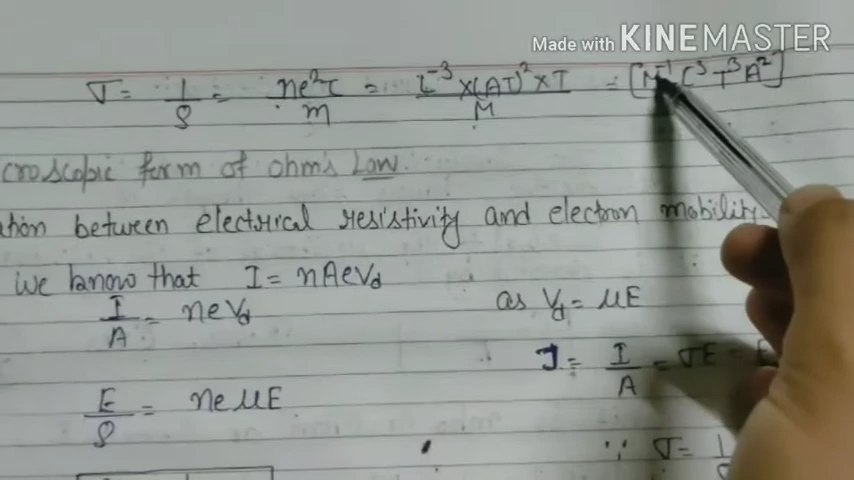 Made with KINEMASTER
σ = 1/ρ = ne²τ/m = L⁻³ × (AT)² × T / M = [M⁻¹ L⁻³ T³ A²]
croscopic form of ohm's Law.
ation between electrical resistivity and electron mobility
we know that I = nAeVd
I/A = neVd as Vd = μE
J = I/A = σE = E
E/ρ = neμE
∵ σ = 1/